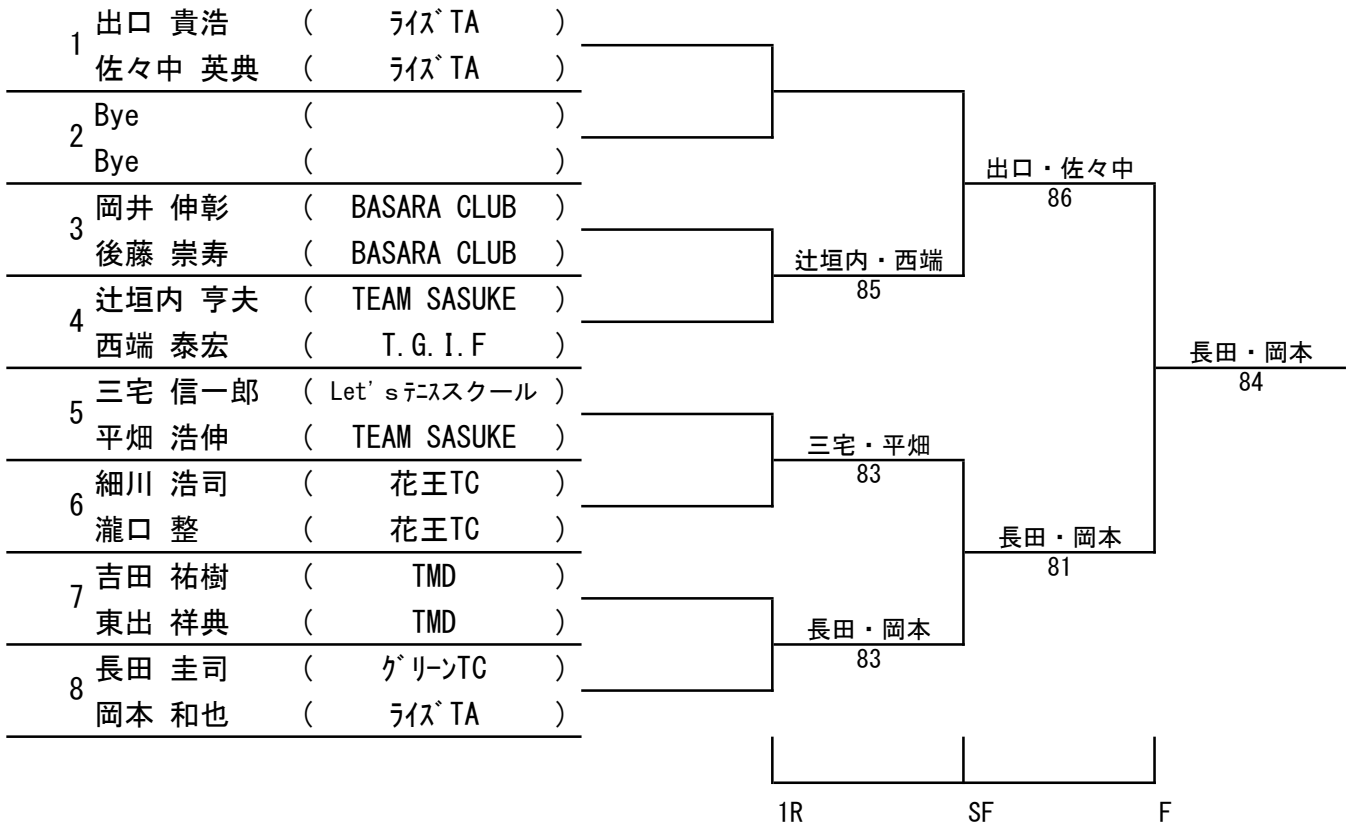 1 出口 貴浩 ( ﾗｲｽﾞTA )
佐々中 英典 ( ﾗｲｽﾞTA )
2 Bye ( )
Bye ( )
出口・佐々中
86
3 岡井 伸彰 ( BASARA CLUB )
後藤 崇寿 ( BASARA CLUB )
辻垣内・西端
85
4 辻垣内 亨夫 ( TEAM SASUKE )
西端 泰宏 ( T.G.I.F )
長田・岡本
84
5 三宅 信一郎 ( Let'sﾃﾆｽスクール )
平畑 浩伸 ( TEAM SASUKE )
三宅・平畑
83
6 細川 浩司 ( 花王TC )
瀧口 整 ( 花王TC )
長田・岡本
81
7 吉田 祐樹 ( TMD )
東出 祥典 ( TMD )
長田・岡本
83
8 長田 圭司 ( ｸﾞﾘｰﾝTC )
岡本 和也 ( ﾗｲｽﾞTA )
1R SF F